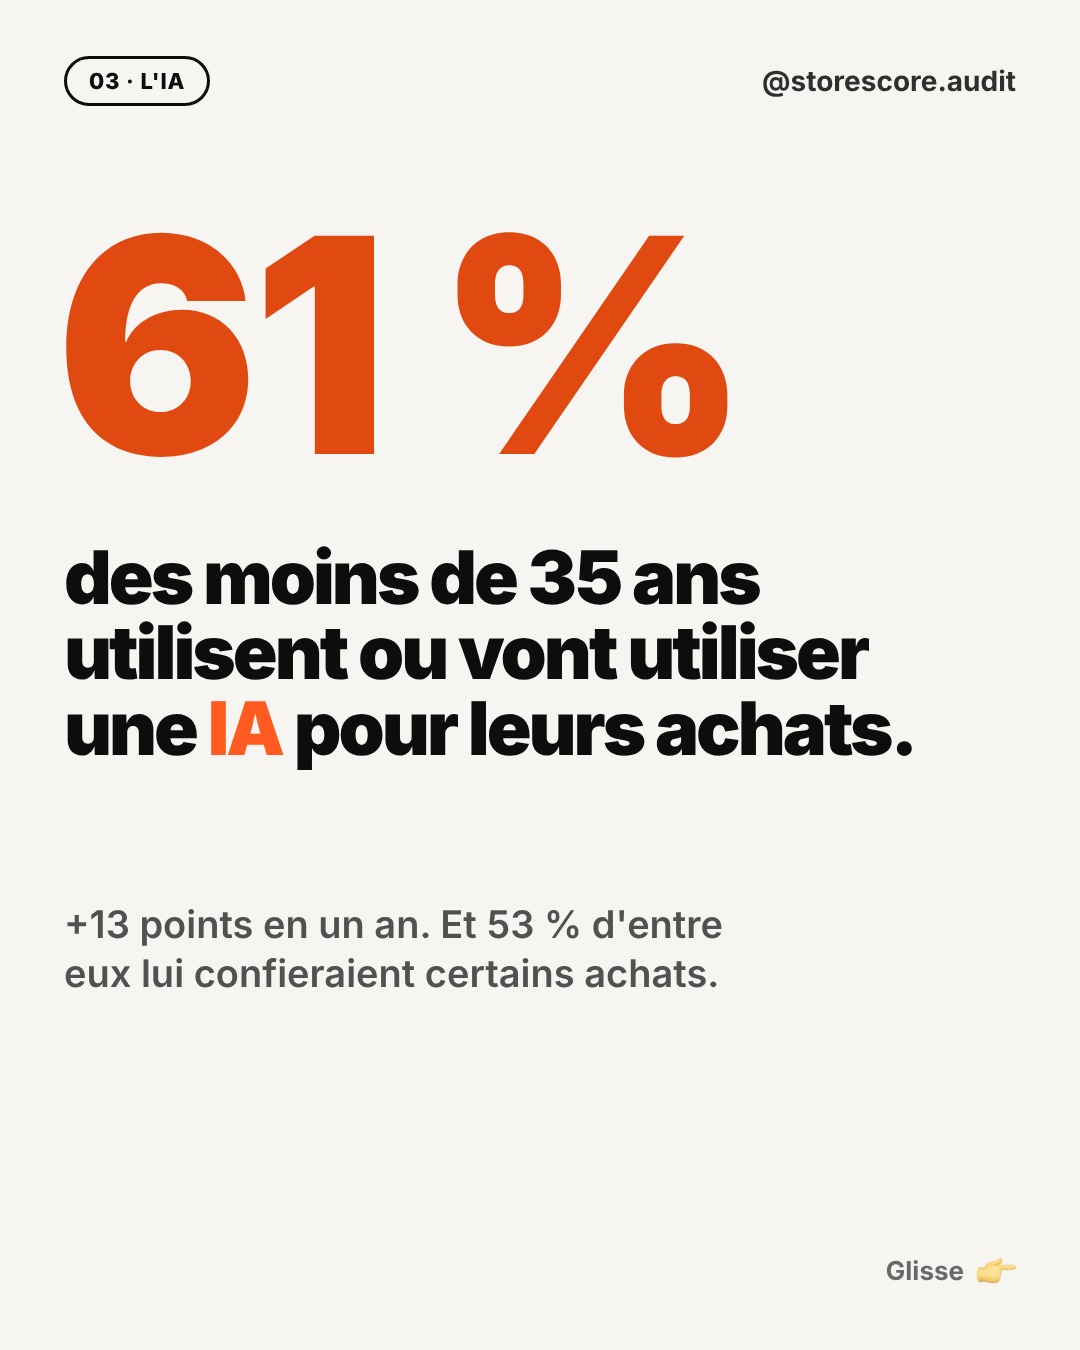 03 · L'IA
@storescore.audit
61 %
des moins de 35 ans
utilisent ou vont utiliser
une IA pour leurs achats.
+13 points en un an. Et 53 % d'entre
eux lui confieraient certains achats.
Glisse 👉